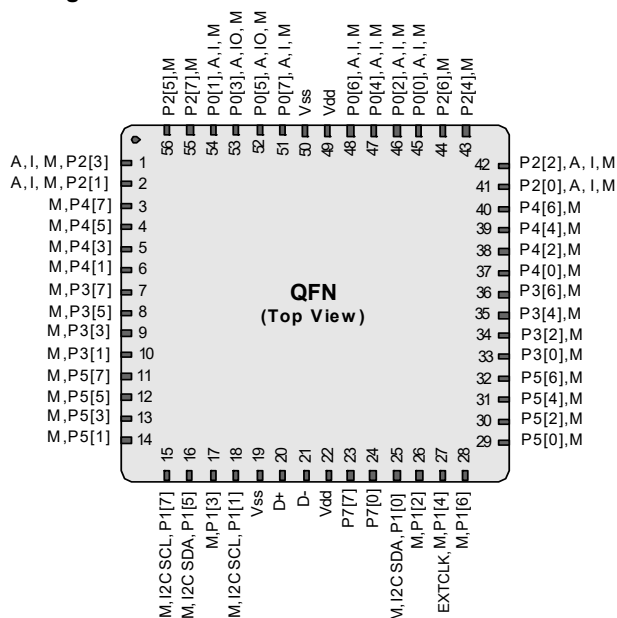 P2[5],M
P2[7],M
P0[1], A, I, M
P0[3], A, IO, M
P0[5], A, IO, M
P0[7], A, I, M
Vss
Vdd
P0[6], A, I, M
P0[4], A, I, M
P0[2], A, I, M
P0[0], A, I, M
P2[6],M
P2[4],M
56
55
54
53
52
51
50
49
48
47
46
45
44
43
A, I, M, P2[3] 1
A, I, M, P2[1] 2
M,P4[7] 3
M,P4[5] 4
M,P4[3] 5
M,P4[1] 6
M,P3[7] 7
M,P3[5] 8
M,P3[3] 9
M,P3[1] 10
M,P5[7] 11
M,P5[5] 12
M,P5[3] 13
M,P5[1] 14
QFN
(Top View)
42 P2[2], A, I, M
41 P2[0], A, I, M
40 P4[6],M
39 P4[4],M
38 P4[2],M
37 P4[0],M
36 P3[6],M
35 P3[4],M
34 P3[2],M
33 P3[0],M
32 P5[6],M
31 P5[4],M
30 P5[2],M
29 P5[0],M
15
16
17
18
19
20
21
22
23
24
25
26
27
28
M, I2C SCL, P1[7]
M, I2C SDA, P1[5]
M,P1[3]
M, I2C SCL, P1[1]
Vss
D+
D-
Vdd
P7[7]
P7[0]
M, I2C SDA, P1[0]
M,P1[2]
EXTCLK, M,P1[4]
M,P1[6]